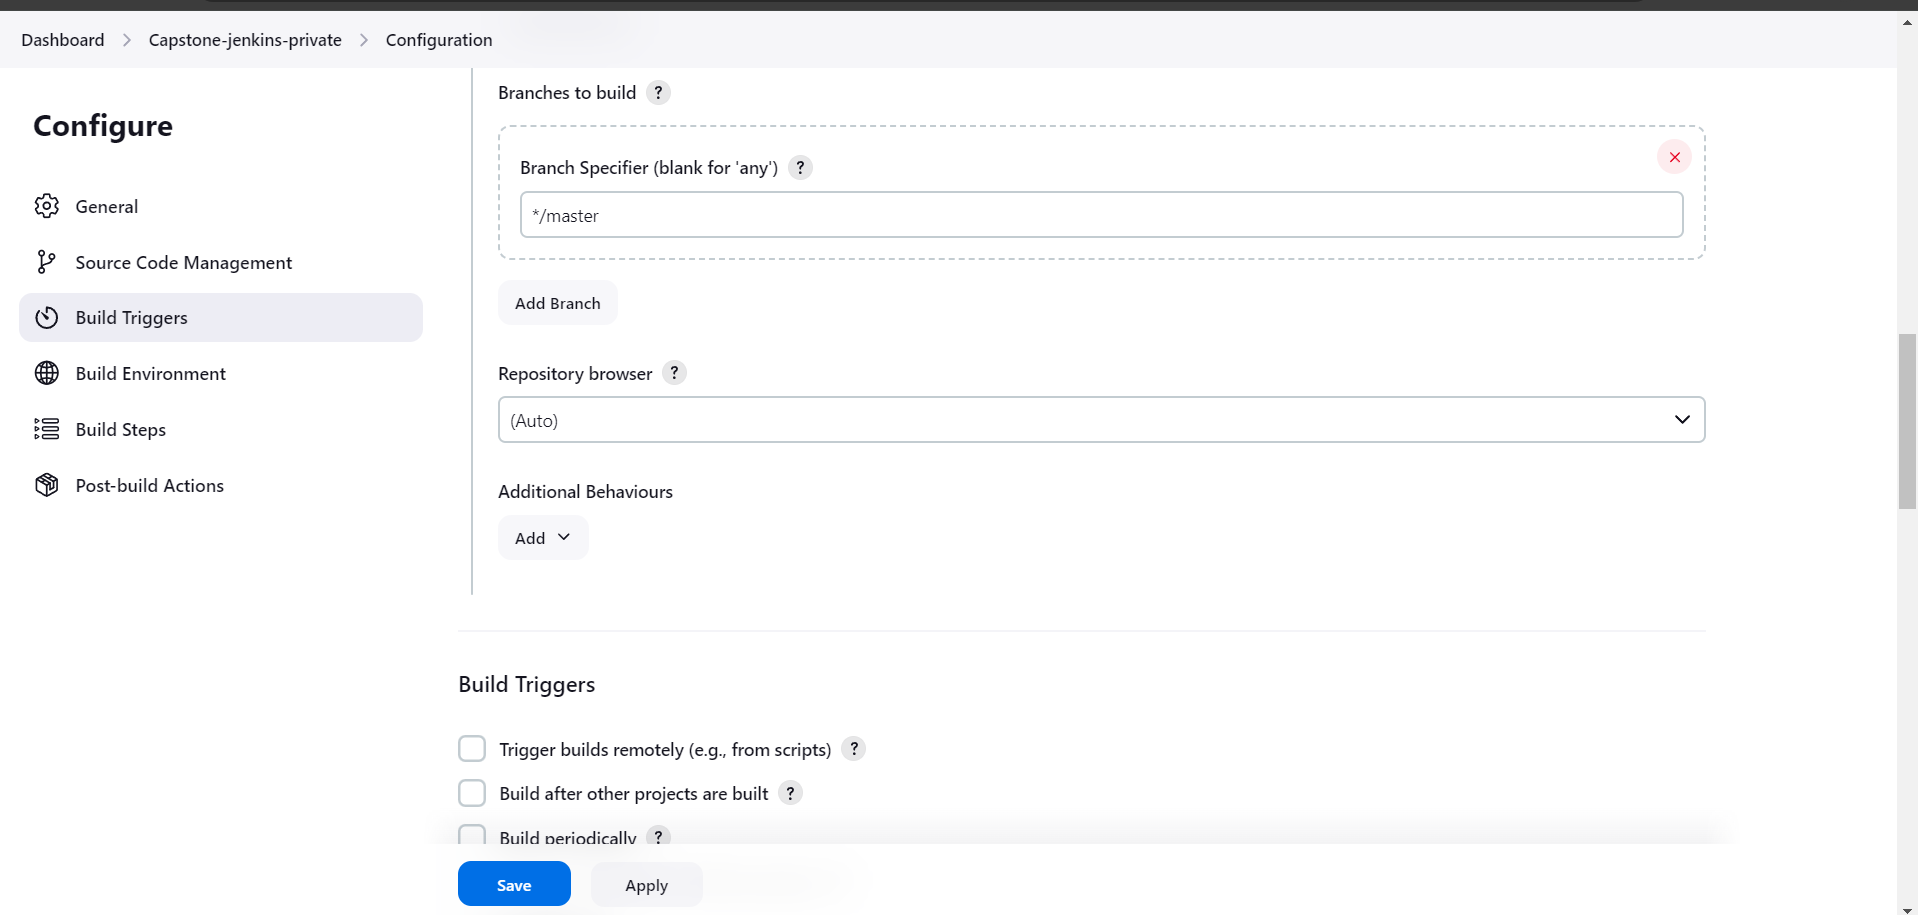 Dashboard > Capstone-jenkins-private > Configuration
Configure
General
Source Code Management
Build Triggers
Build Environment
Build Steps
Post-build Actions
Branches to build ?
Branch Specifier (blank for 'any') ?
*/master
Add Branch
Repository browser ?
(Auto)
Additional Behaviours
Add
Build Triggers
Trigger builds remotely (e.g., from scripts) ?
Build after other projects are built ?
Build periodically ?
Save Apply